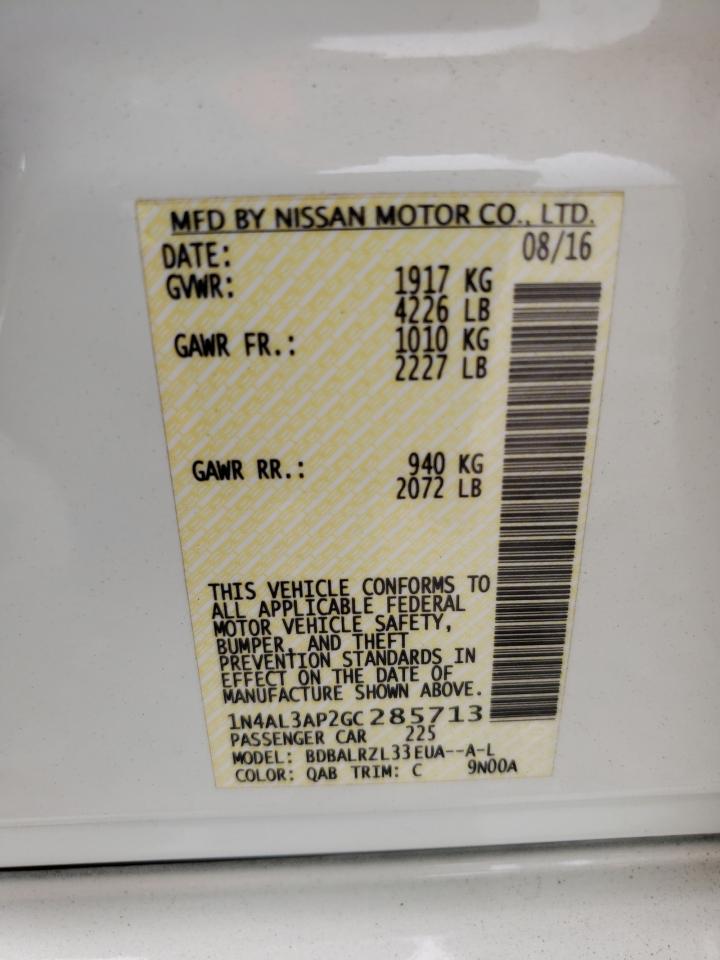 MFD BY NISSAN MOTOR CO., LTD.
DATE: 08/16
GVWR: 1917 KG
4226 LB
GAWR FR.: 1010 KG
2227 LB
GAWR RR.: 940 KG
2072 LB
THIS VEHICLE CONFORMS TO
ALL APPLICABLE FEDERAL
MOTOR VEHICLE SAFETY,
BUMPER, AND THEFT
PREVENTION STANDARDS IN
EFFECT ON THE DATE OF
MANUFACTURE SHOWN ABOVE.
1N4AL3AP2GC285713
PASSENGER CAR 225
MODEL: BDBALRZL33EUA--A-L
COLOR: QAB TRIM: C 9N00A